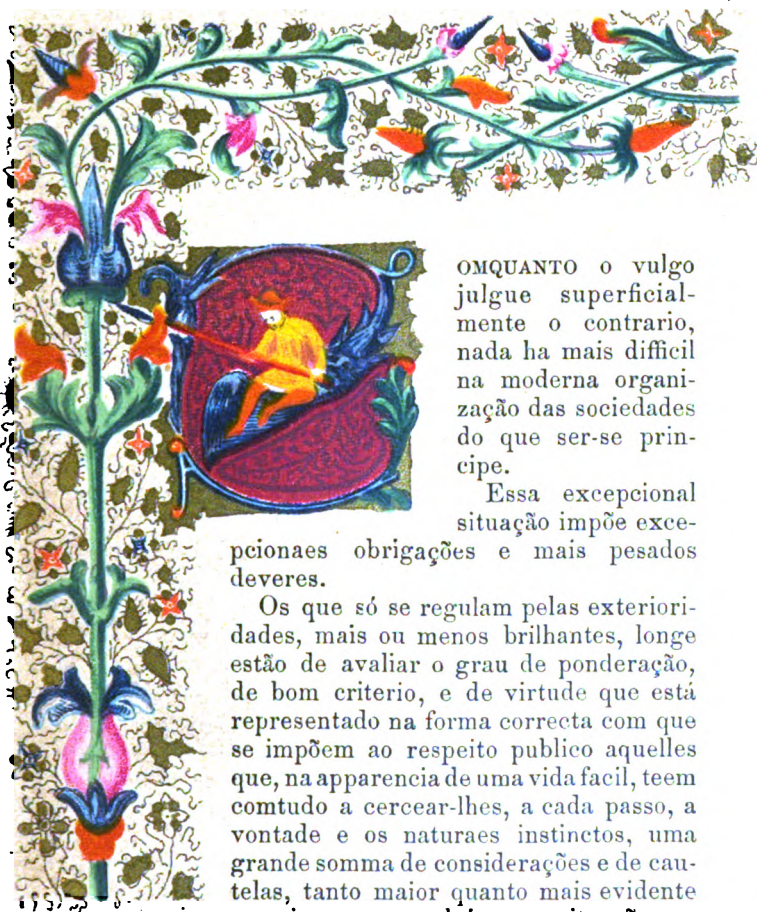 COMQUANTO o vulgo
julgue superficial-
mente o contrario,
nada ha mais difficil
na moderna organi-
zação das sociedades
do que ser-se prin-
cipe.
Essa excepcional
situação impõe exce-
pcionaes obrigações e mais pesados
deveres.
Os que só se regulam pelas exteriori-
dades, mais ou menos brilhantes, longe
estão de avaliar o grau de ponderação,
de bom criterio, e de virtude que está
representado na forma correcta com que
se impõem ao respeito publico aquelles
que, na apparencia de uma vida facil, teem
comtudo a cercear-lhes, a cada passo, a
vontade e os naturaes instinctos, uma
grande somma de considerações e de cau-
telas, tanto maior quanto mais evidente